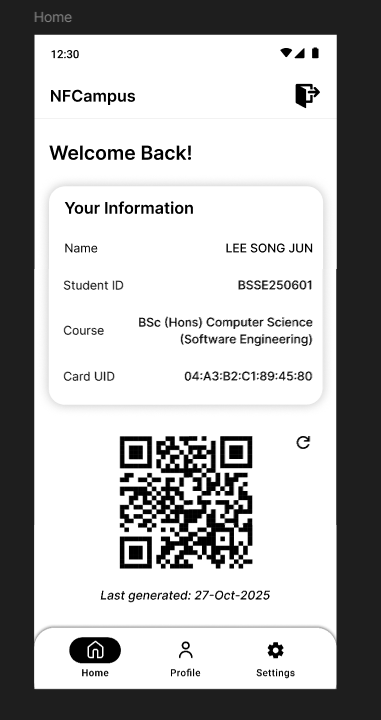 Home
12:30
NFCampus
Welcome Back!
Your Information
Name LEE SONG JUN
Student ID BSSE250601
Course BSc (Hons) Computer Science
(Software Engineering)
Card UID 04:A3:B2:C1:89:45:80
Last generated: 27-Oct-2025
Home Profile Settings